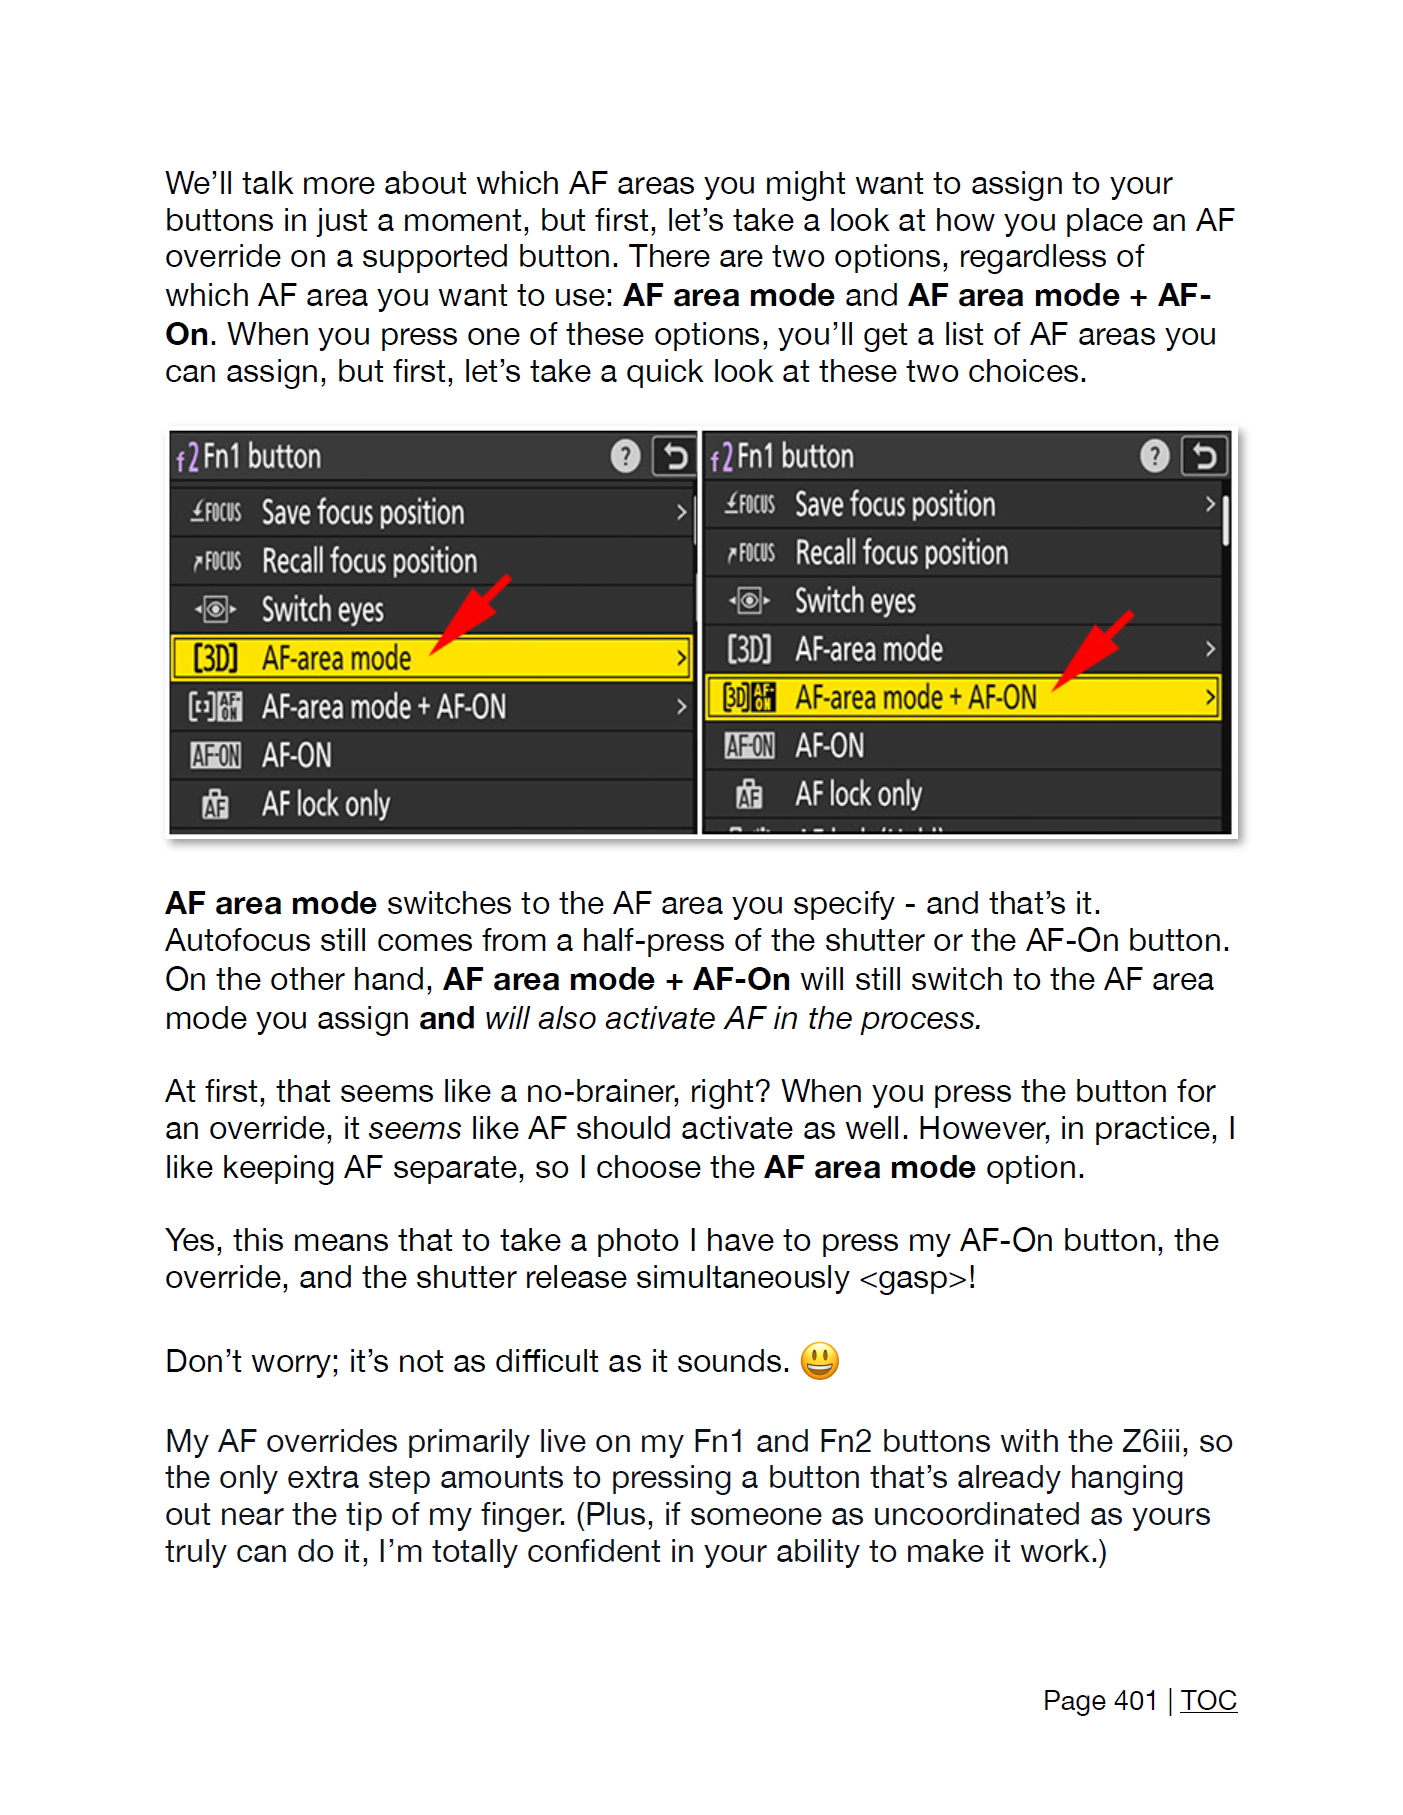 We’ll talk more about which AF areas you might want to assign to your
buttons in just a moment, but first, let’s take a look at how you place an AF
override on a supported button. There are two options, regardless of
which AF area you want to use: AF area mode and AF area mode + AF-
On. When you press one of these options, you’ll get a list of AF areas you
can assign, but first, let’s take a quick look at these two choices.
f2 Fn1 button ?
FOCUS Save focus position >
FOCUS Recall focus position
Switch eyes
[3D] AF-area mode >
[ ] AF-ON AF-area mode + AF-ON >
AF-ON AF-ON
AF AF lock only
f2 Fn1 button ?
FOCUS Save focus position >
FOCUS Recall focus position
Switch eyes
[3D] AF-area mode >
[3D] AF-ON AF-area mode + AF-ON >
AF-ON AF-ON
AF AF lock only
AF area mode switches to the AF area you specify - and that’s it.
Autofocus still comes from a half-press of the shutter or the AF-On button.
On the other hand, AF area mode + AF-On will still switch to the AF area
mode you assign and will also activate AF in the process.
At first, that seems like a no-brainer, right? When you press the button for
an override, it seems like AF should activate as well. However, in practice, I
like keeping AF separate, so I choose the AF area mode option.
Yes, this means that to take a photo I have to press my AF-On button, the
override, and the shutter release simultaneously <gasp>!
Don’t worry; it’s not as difficult as it sounds. 😃
My AF overrides primarily live on my Fn1 and Fn2 buttons with the Z6iii, so
the only extra step amounts to pressing a button that’s already hanging
out near the tip of my finger. (Plus, if someone as uncoordinated as yours
truly can do it, I’m totally confident in your ability to make it work.)
Page 401 | TOC